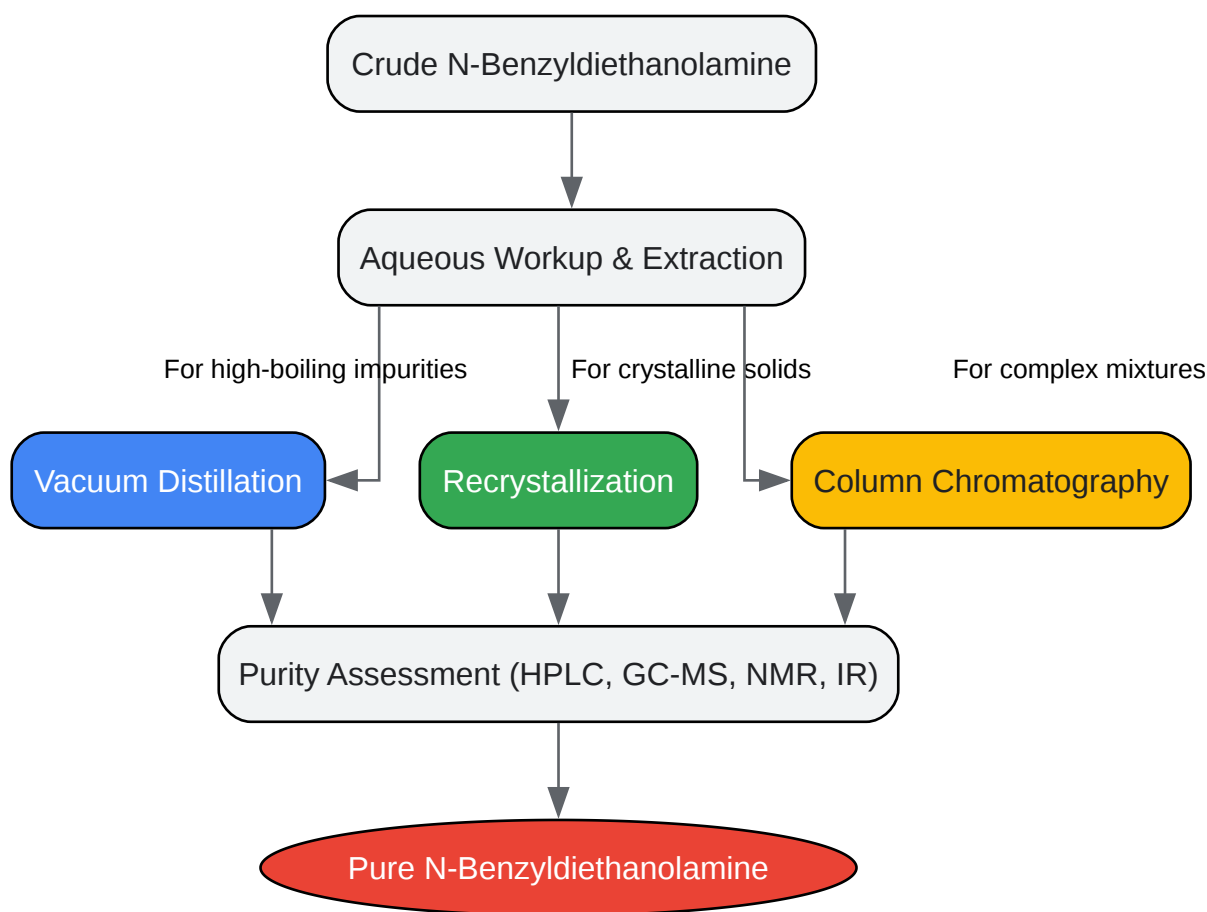 Crude N-Benzyldiethanolamine
Aqueous Workup & Extraction
For high-boiling impurities
For crystalline solids
For complex mixtures
Vacuum Distillation
Recrystallization
Column Chromatography
Purity Assessment (HPLC, GC-MS, NMR, IR)
Pure N-Benzyldiethanolamine